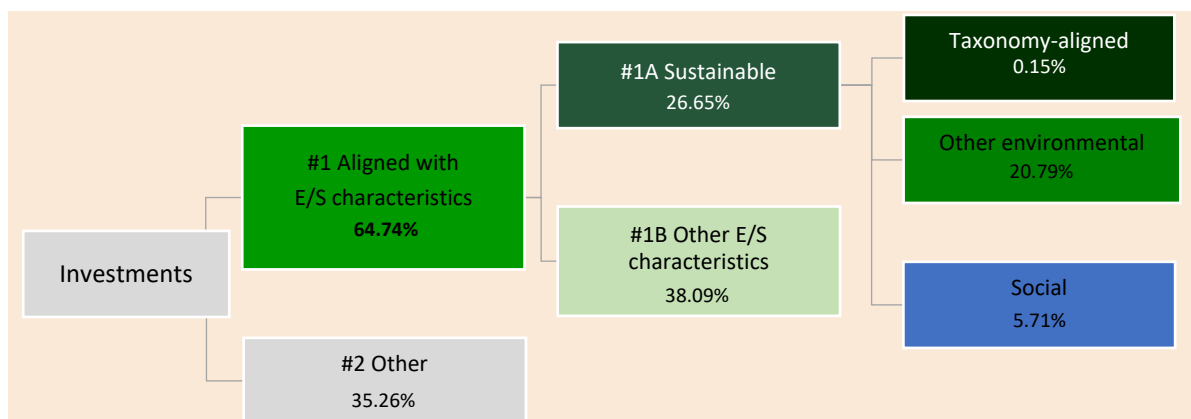 Investments
#1 Aligned with
E/S characteristics
64.74%
#2 Other
35.26%
#1A Sustainable
26.65%
#1B Other E/S
characteristics
38.09%
Taxonomy-aligned
0.15%
Other environmental
20.79%
Social
5.71%